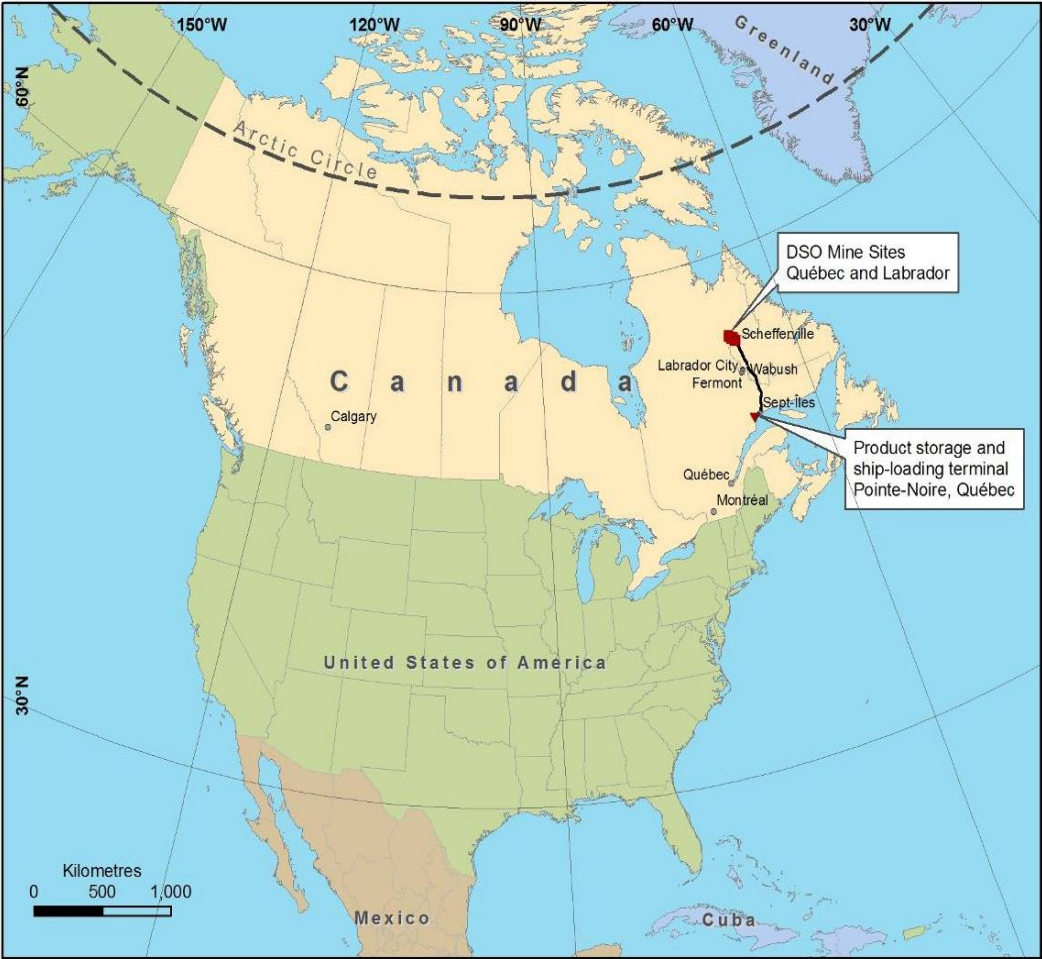 150°W
120°W
90°W
60°W
30°W
Greenland
60°N
Arctic Circle
DSO Mine Sites
Québec and Labrador
Schefferville
Labrador City
Wabush
Fermont
Canada
Sept-Îles
Calgary
Product storage and
ship-loading terminal
Pointe-Noire, Québec
Québec
Montréal
United States of America
30°N
Kilometres
0 500 1,000
Mexico
Cuba